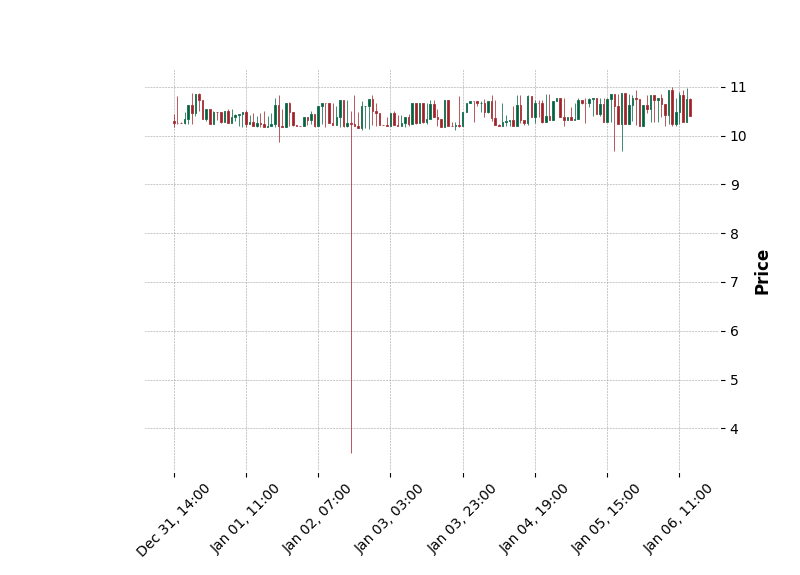 11
10
9
8
7
6
5
4
Price
Dec 31, 14:00
Jan 01, 11:00
Jan 02, 07:00
Jan 03, 03:00
Jan 03, 23:00
Jan 04, 19:00
Jan 05, 15:00
Jan 06, 11:00